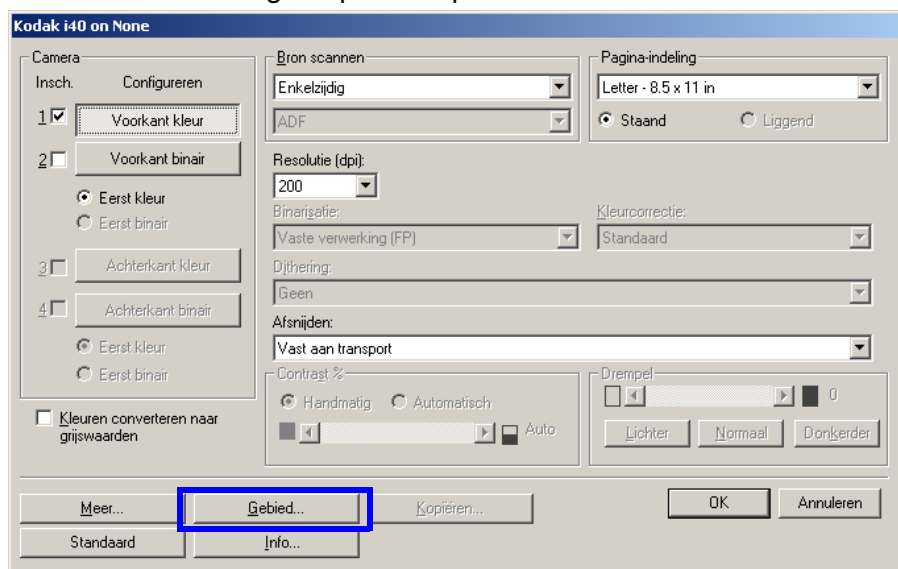 Kodak i40 on None
Camera
Insch. Configureren
1 Voorkant kleur
2 Voorkant binair
Eerst kleur
Eerst binair
3 Achterkant kleur
4 Achterkant binair
Eerst kleur
Eerst binair
Kleuren converteren naar
grijswaarden
Bron scannen
Enkelzijdig
ADF
Pagina-indeling
Letter - 8.5 x 11 in
Staand Liggend
Resolutie (dpi):
200
Binarisatie:
Vaste verwerking (FP)
Kleurcorrectie:
Standaard
Dithering:
Geen
Afsnijden:
Vast aan transport
Contrast %
Handmatig Automatisch
Auto
Drempel
0
Lichter Normaal Donkerder
Meer... Gebied... Kopiëren... OK Annuleren
Standaard Info...